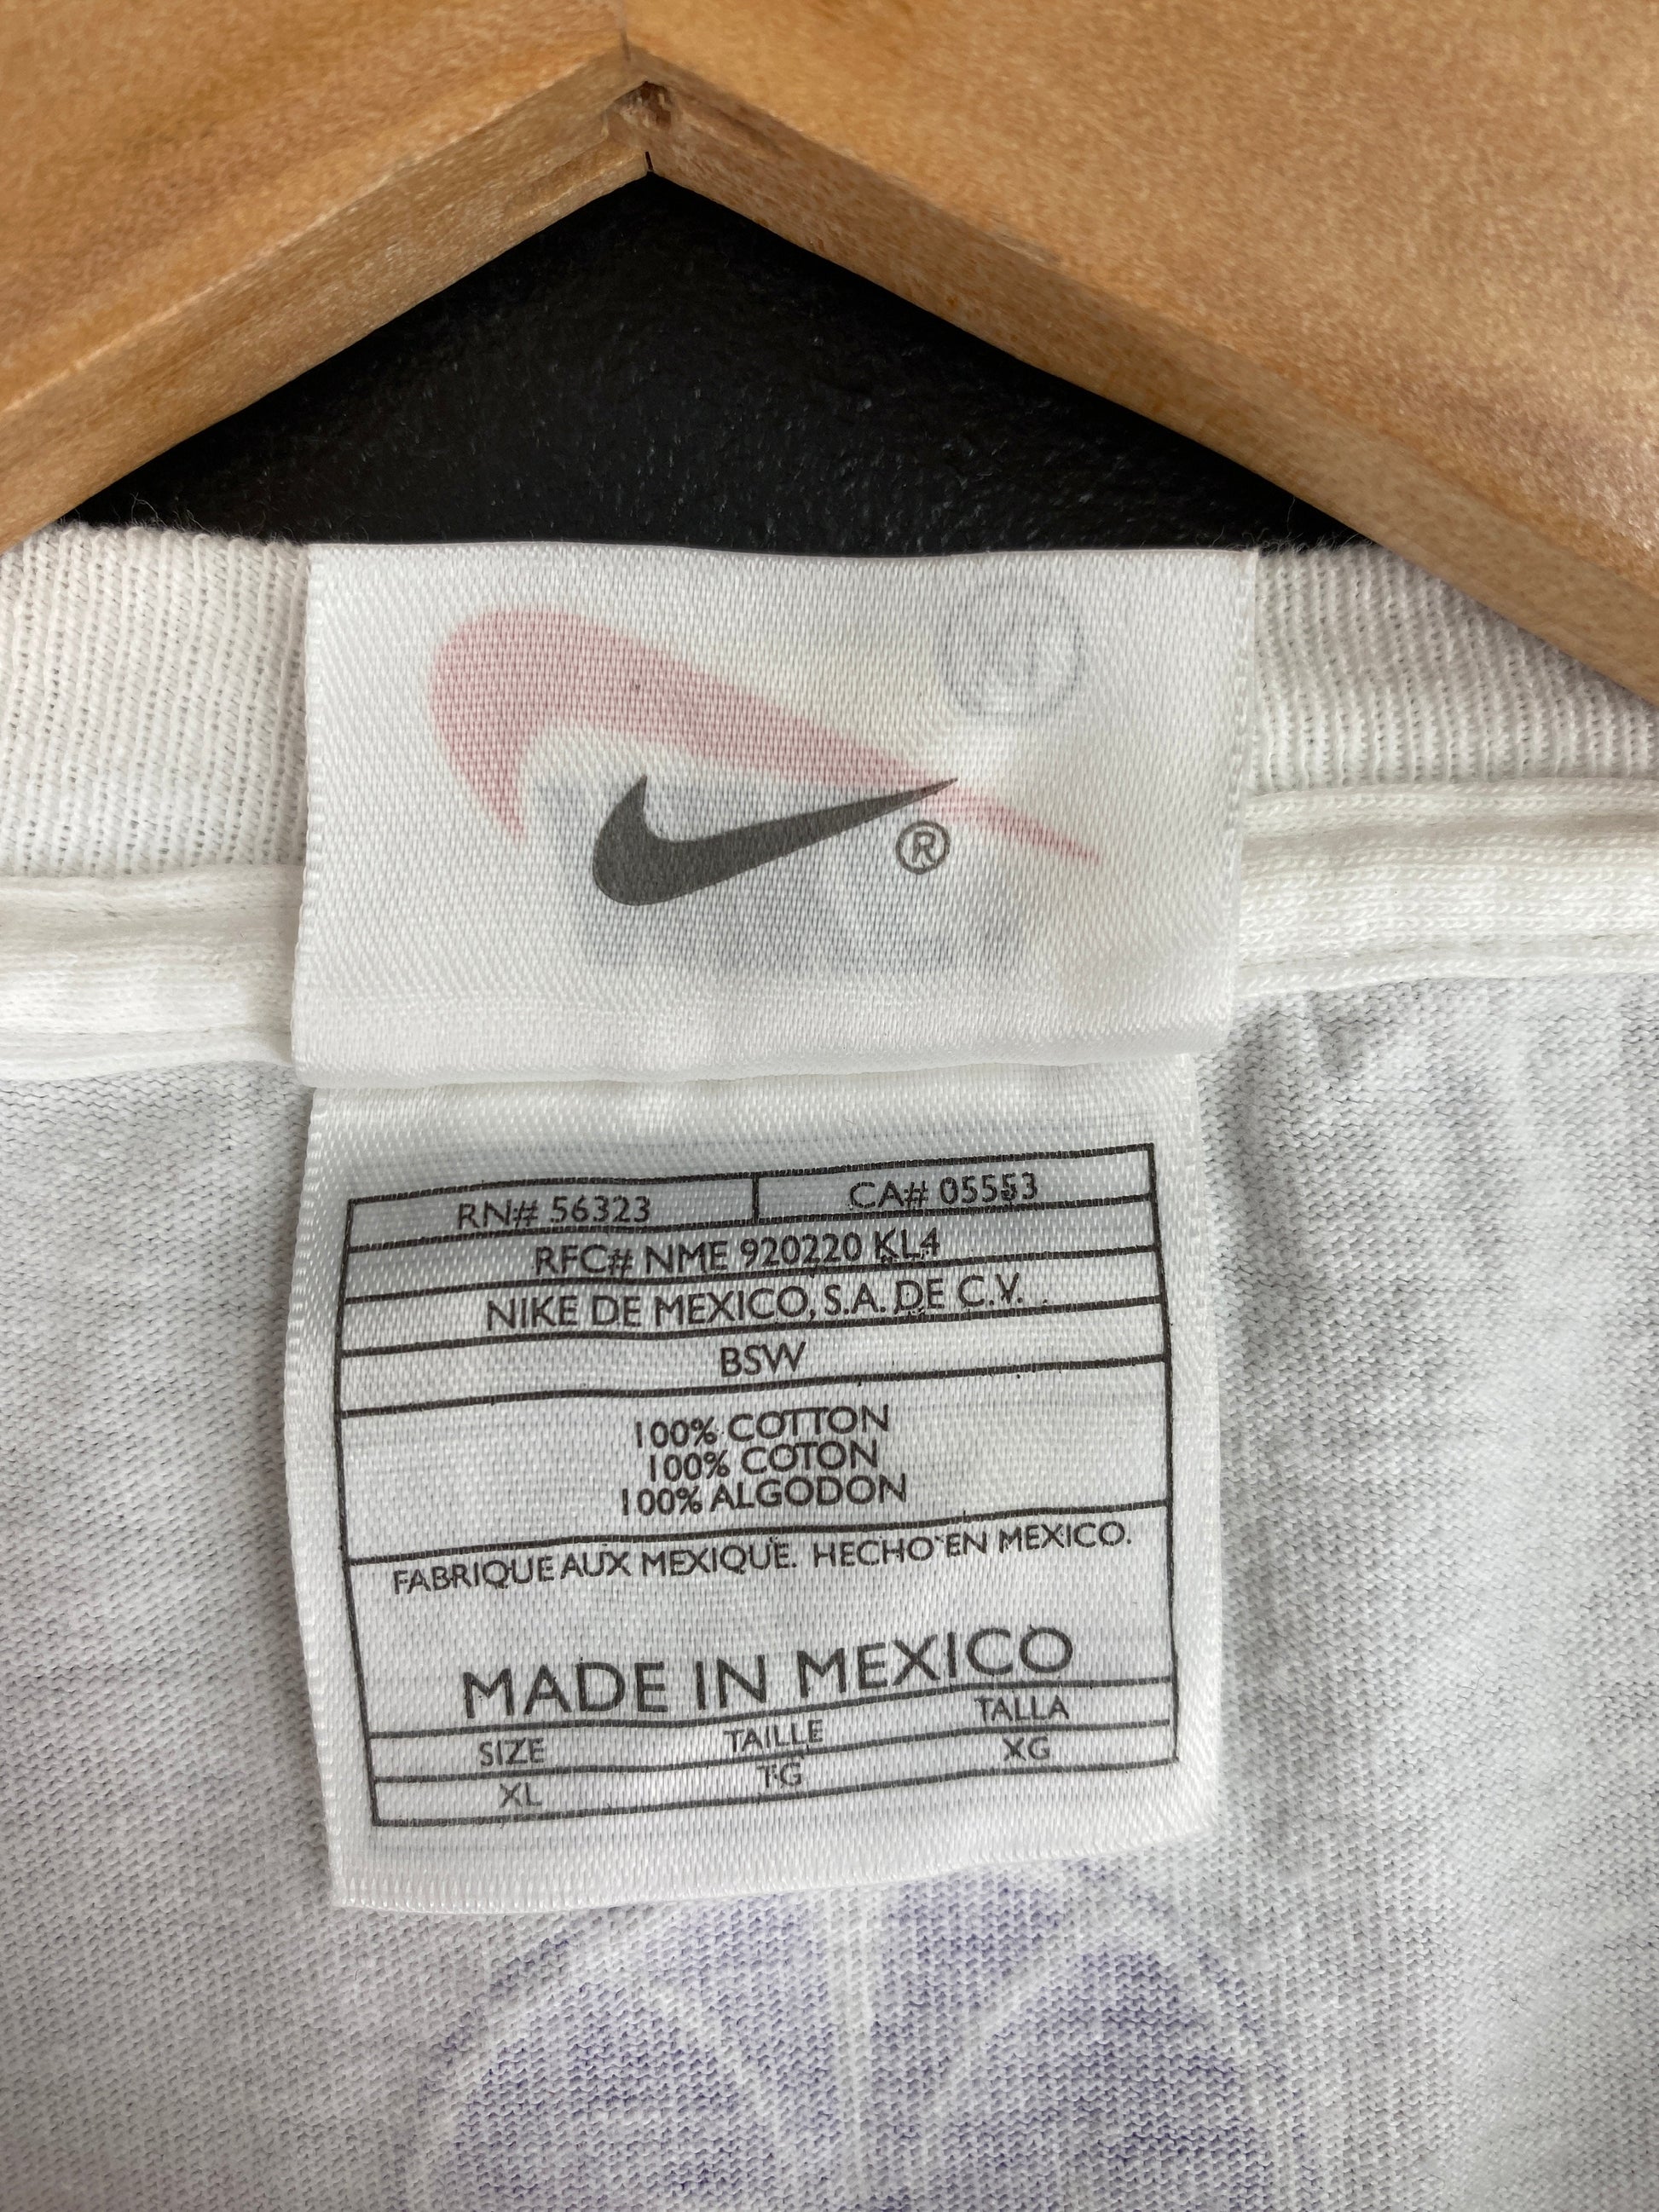 ®
RN# 56323 CA# 05553
RFC# NME 920220 KL4
NIKE DE MEXICO, S.A. DE C.V.
BSW
100% COTTON
100% COTON
100% ALGODON
FABRIQUE AUX MEXIQUE. HECHO EN MEXICO.
MADE IN MEXICO
SIZE TAILLE TALLA
XL TG XG